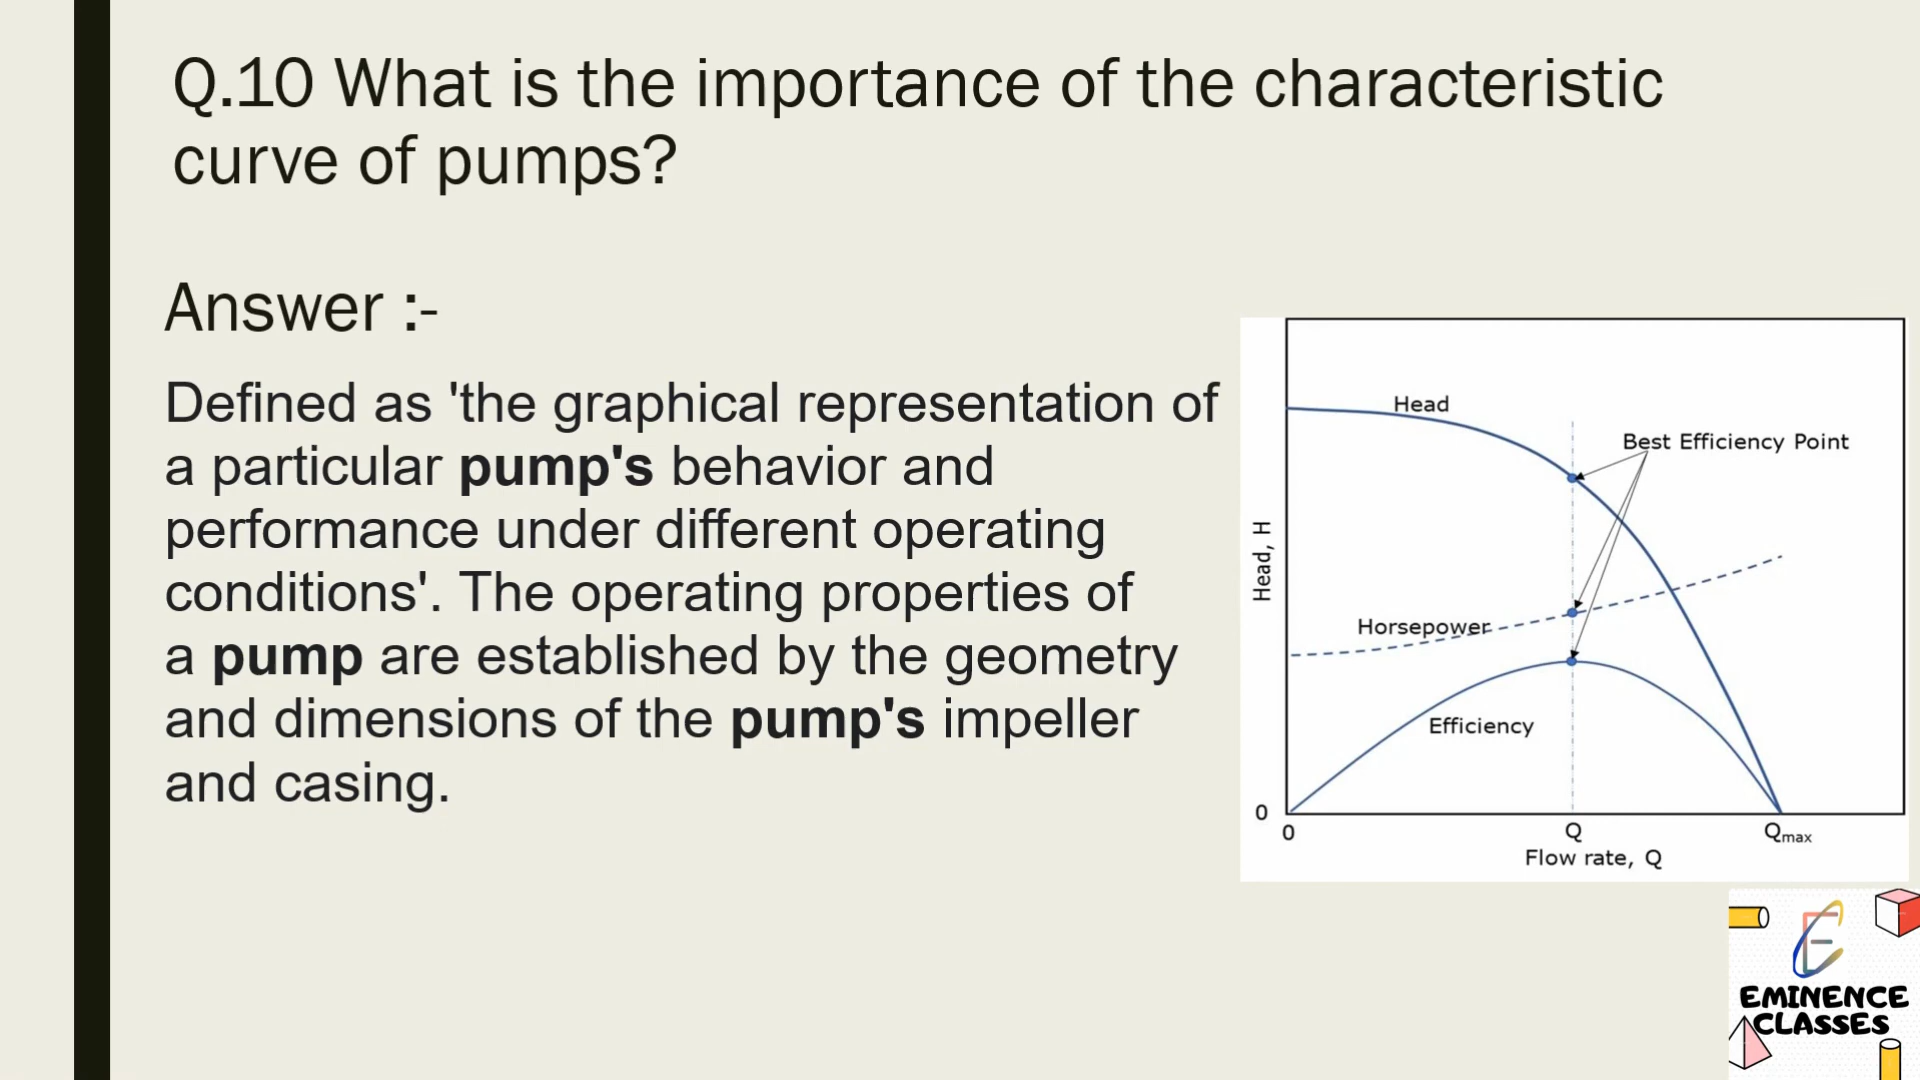 Q.10 What is the importance of the characteristic
curve of pumps?
Answer :-
Defined as 'the graphical representation of
a particular pump's behavior and
performance under different operating
conditions'. The operating properties of
a pump are established by the geometry
and dimensions of the pump's impeller
and casing.
Head
Best Efficiency Point
Head, H
Horsepower
Efficiency
0
0
Q
Qmax
Flow rate, Q
E
EMINENCE
CLASSES